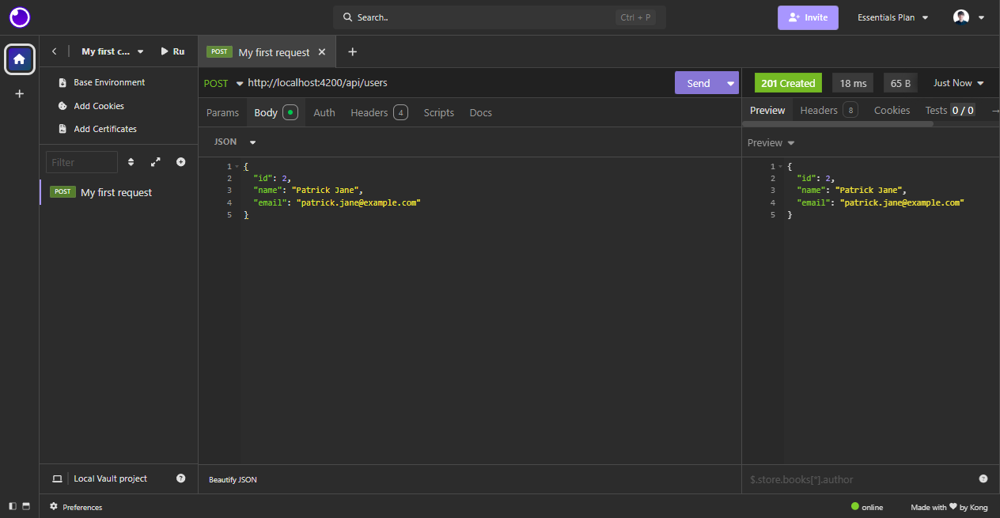 Search..
Ctrl + P
Invite
Essentials Plan
My first c...
Ru
POST My first request
Base Environment
Add Cookies
Add Certificates
Filter
POST My first request
POST http://localhost:4200/api/users
Send
201 Created
18 ms
65 B
Just Now
Params
Body
Auth
Headers 4
Scripts
Docs
Preview
Headers 8
Cookies
Tests 0 / 0
JSON
Preview
1 {
2 "id": 2,
3 "name": "Patrick Jane",
4 "email": "patrick.jane@example.com"
5 }
1 {
2 "id": 2,
3 "name": "Patrick Jane",
4 "email": "patrick.jane@example.com"
5 }
Local Vault project
?
Beautify JSON
$.store.books[*].author
?
Preferences
online
Made with ♥ by Kong